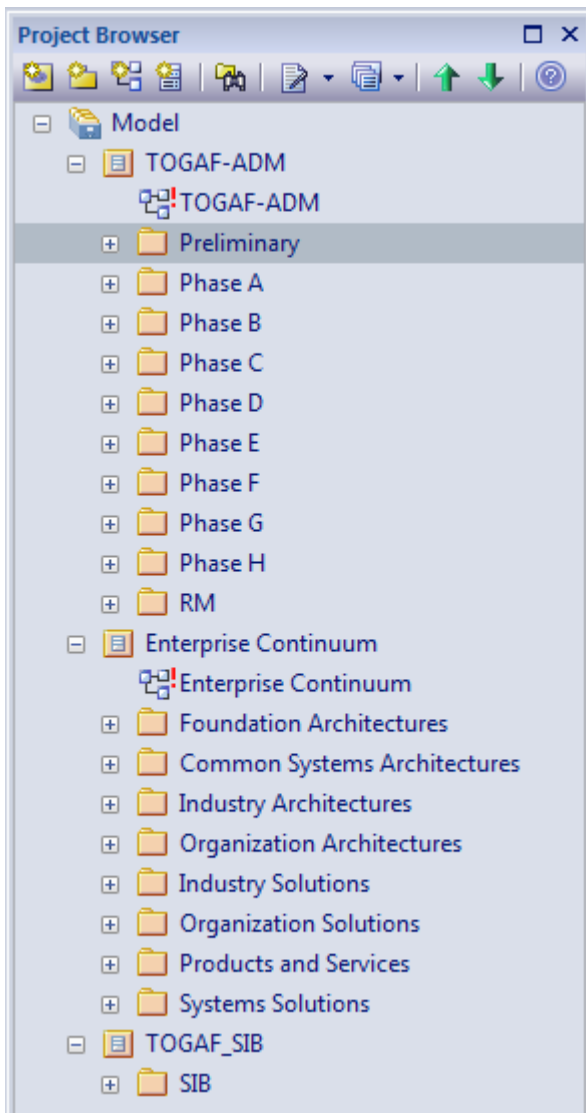 Project Browser
Model
TOGAF-ADM
TOGAF-ADM
Preliminary
Phase A
Phase B
Phase C
Phase D
Phase E
Phase F
Phase G
Phase H
RM
Enterprise Continuum
Enterprise Continuum
Foundation Architectures
Common Systems Architectures
Industry Architectures
Organization Architectures
Industry Solutions
Organization Solutions
Products and Services
Systems Solutions
TOGAF_SIB
SIB